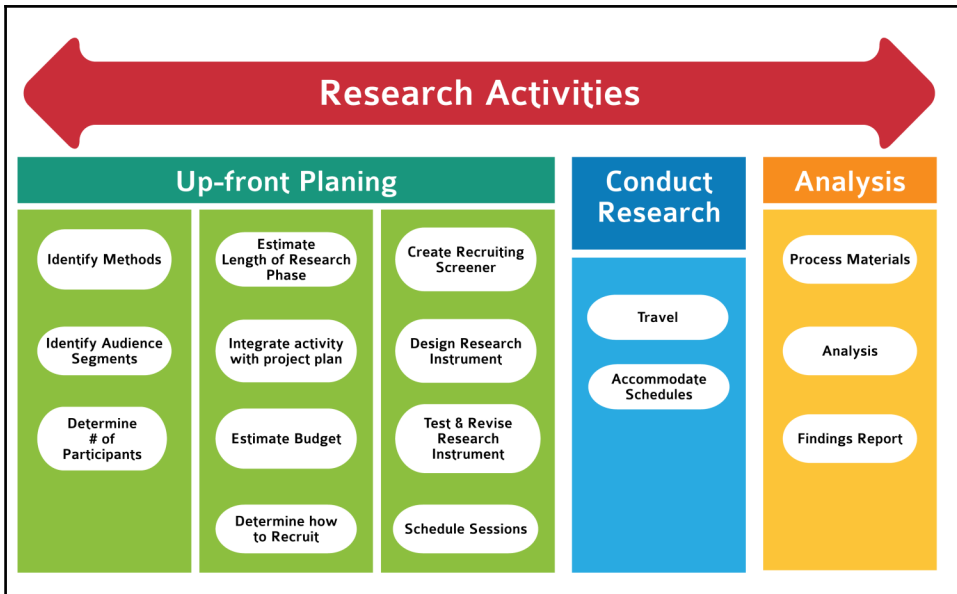 Research Activities
Up-front Planing
Identify Methods
Identify Audience
Segments
Determine
# of
Participants
Estimate
Length of Research
Phase
Integrate activity
with project plan
Estimate Budget
Determine how
to Recruit
Create Recruiting
Screener
Design Research
Instrument
Test & Revise
Research
Instrument
Schedule Sessions
Conduct
Research
Travel
Accommodate
Schedules
Analysis
Process Materials
Analysis
Findings Report